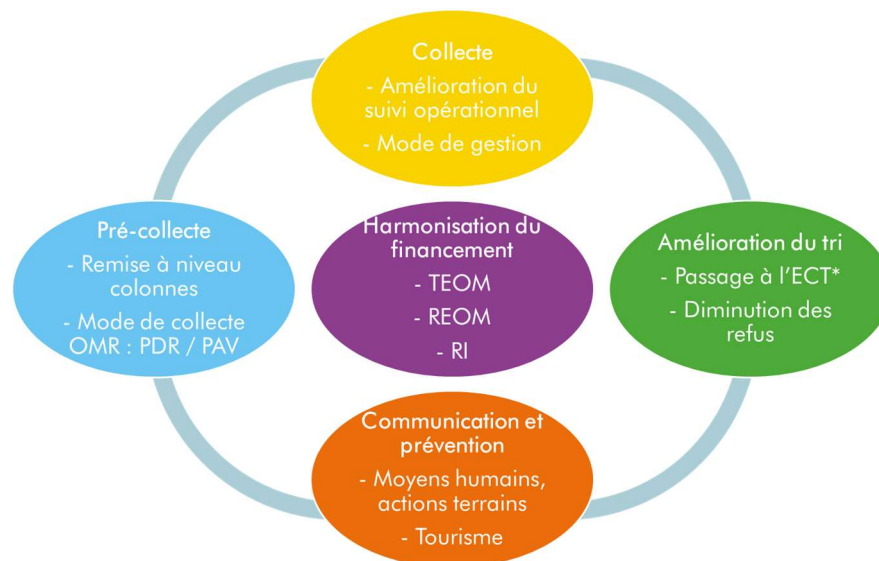 Collecte
- Amélioration du
suivi opérationnel
- Mode de gestion
Pré-collecte
- Remise à niveau
colonnes
- Mode de collecte
OMR : PDR / PAV
Harmonisation du
financement
- TEOM
- REOM
- RI
Amélioration du tri
- Passage à l'ECT*
- Diminution des
refus
Communication et
prévention
- Moyens humains,
actions terrains
- Tourisme